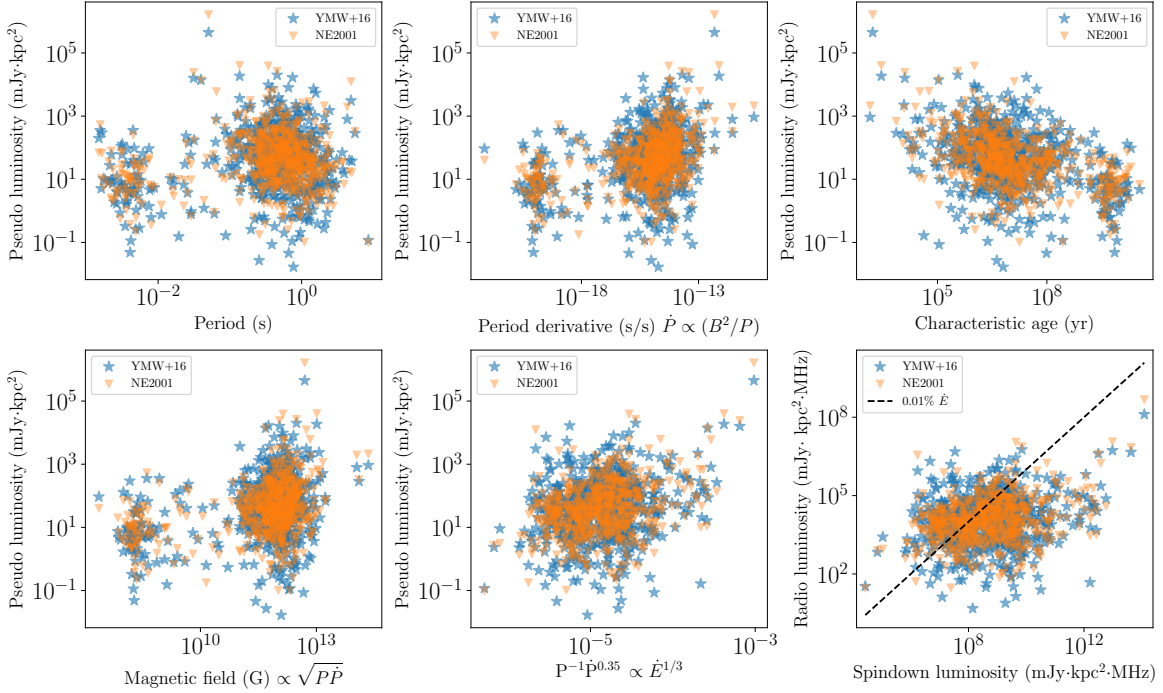 Pseudo luminosity (mJy·kpc²)
10⁵
10³
10¹
10⁻¹
YMW+16
NE2001
10⁻²
10⁰
Period (s)
Pseudo luminosity (mJy·kpc²)
10⁵
10³
10¹
10⁻¹
YMW+16
NE2001
10⁻¹⁸
10⁻¹³
Period derivative (s/s) Ṗ ∝ (B²/P)
Pseudo luminosity (mJy·kpc²)
10⁵
10³
10¹
10⁻¹
YMW+16
NE2001
10⁵
10⁸
Characteristic age (yr)
Pseudo luminosity (mJy·kpc²)
10⁵
10³
10¹
10⁻¹
YMW+16
NE2001
10¹⁰
10¹³
Magnetic field (G) ∝ √PṖ
Pseudo luminosity (mJy·kpc²)
10⁵
10³
10¹
10⁻¹
YMW+16
NE2001
10⁻⁵
10⁻³
P⁻¹Ṗ⁰·³⁵ ∝ Ė¹/³
Radio luminosity (mJy· kpc²·MHz)
10⁸
10⁵
10²
YMW+16
NE2001
0.01% Ė
10⁸
10¹²
Spindown luminosity (mJy·kpc²·MHz)